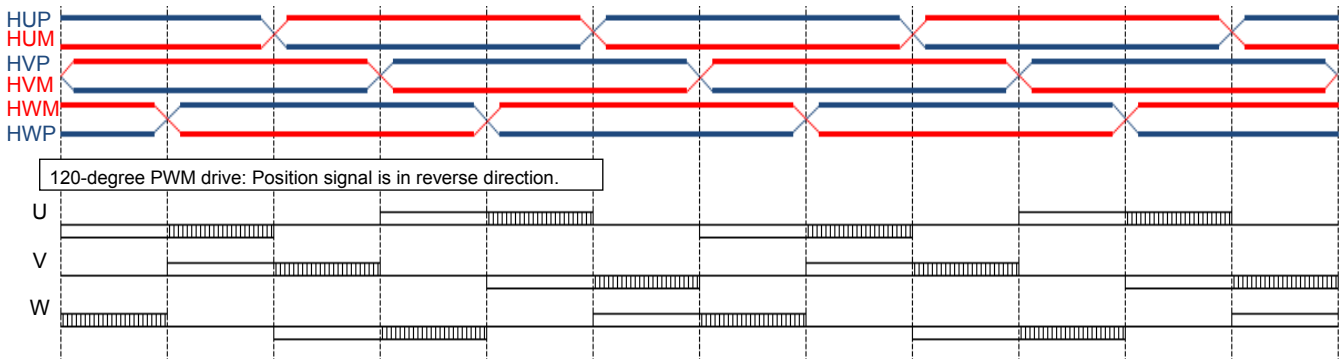 HUP
HUM
HVP
HVM
HWM
HWP
120-degree PWM drive: Position signal is in reverse direction.
U
V
W